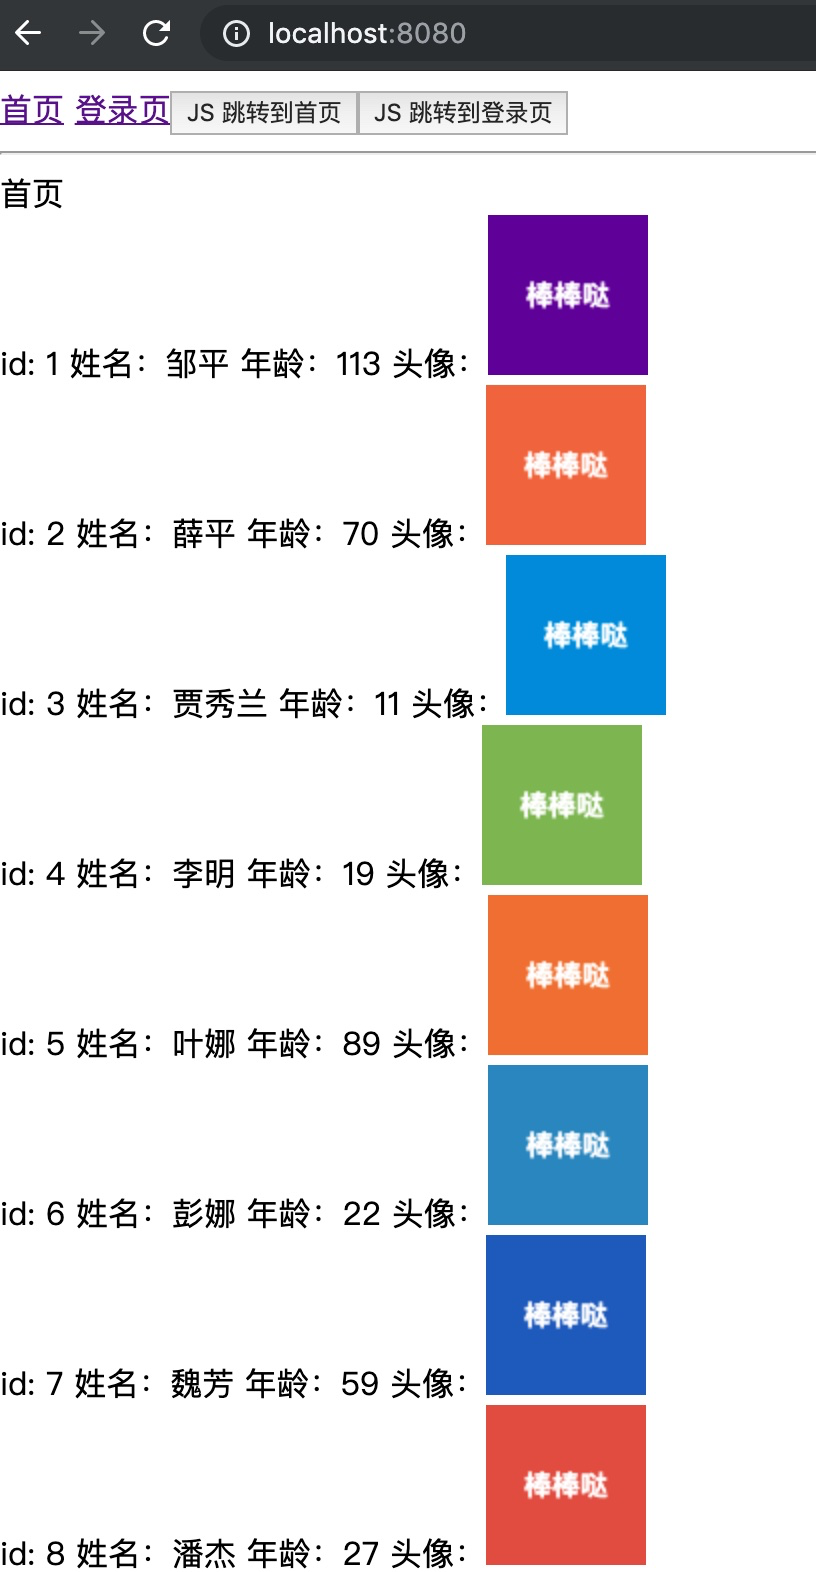 localhost:8080
首页 登录页 JS 跳转到首页 JS 跳转到登录页
首页
棒棒哒
id: 1 姓名：邹平 年龄：113 头像：
棒棒哒
id: 2 姓名：薛平 年龄：70 头像：
棒棒哒
id: 3 姓名：贾秀兰 年龄：11 头像：
棒棒哒
id: 4 姓名：李明 年龄：19 头像：
棒棒哒
id: 5 姓名：叶娜 年龄：89 头像：
棒棒哒
id: 6 姓名：彭娜 年龄：22 头像：
棒棒哒
id: 7 姓名：魏芳 年龄：59 头像：
棒棒哒
id: 8 姓名：潘杰 年龄：27 头像：